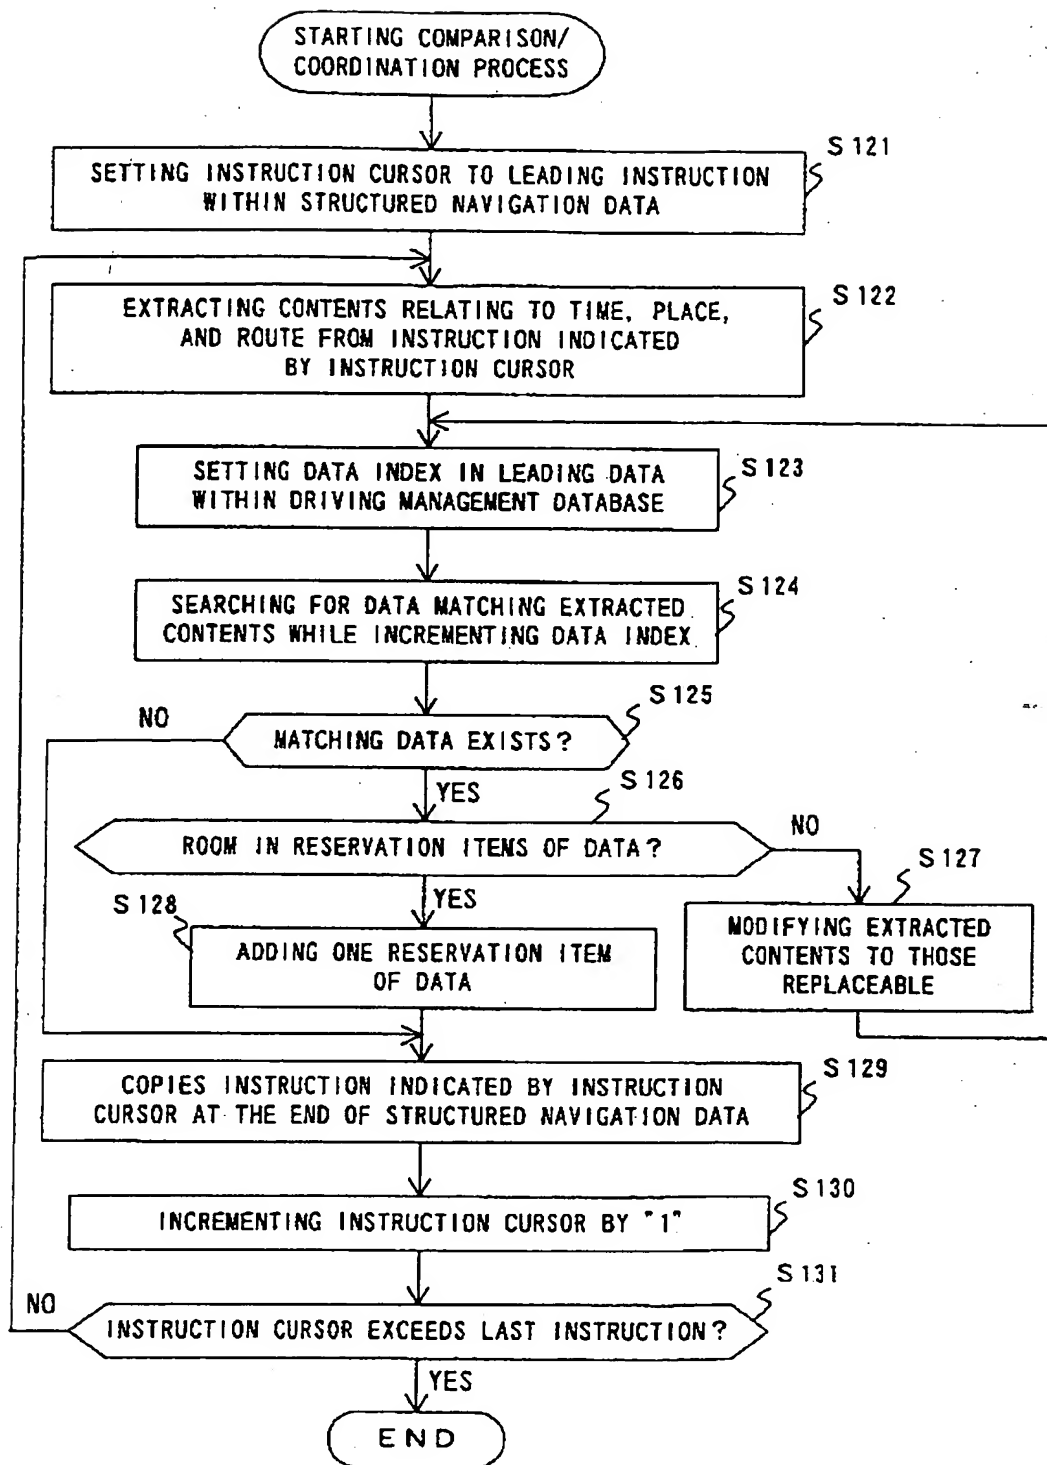 STARTING COMPARISON/
COORDINATION PROCESS
S 121
SETTING INSTRUCTION CURSOR TO LEADING INSTRUCTION
WITHIN STRUCTURED NAVIGATION DATA
S 122
EXTRACTING CONTENTS RELATING TO TIME, PLACE,
AND ROUTE FROM INSTRUCTION INDICATED
BY INSTRUCTION CURSOR
S 123
SETTING DATA INDEX IN LEADING DATA
WITHIN DRIVING MANAGEMENT DATABASE
S 124
SEARCHING FOR DATA MATCHING EXTRACTED
CONTENTS WHILE INCREMENTING DATA INDEX
S 125
NO
MATCHING DATA EXISTS?
YES
S 126
ROOM IN RESERVATION ITEMS OF DATA?
NO
S 127
YES
S 128
ADDING ONE RESERVATION ITEM
OF DATA
MODIFYING EXTRACTED
CONTENTS TO THOSE
REPLACEABLE
S 129
COPIES INSTRUCTION INDICATED BY INSTRUCTION
CURSOR AT THE END OF STRUCTURED NAVIGATION DATA
S 130
INCREMENTING INSTRUCTION CURSOR BY "1"
S 131
NO
INSTRUCTION CURSOR EXCEEDS LAST INSTRUCTION?
YES
END